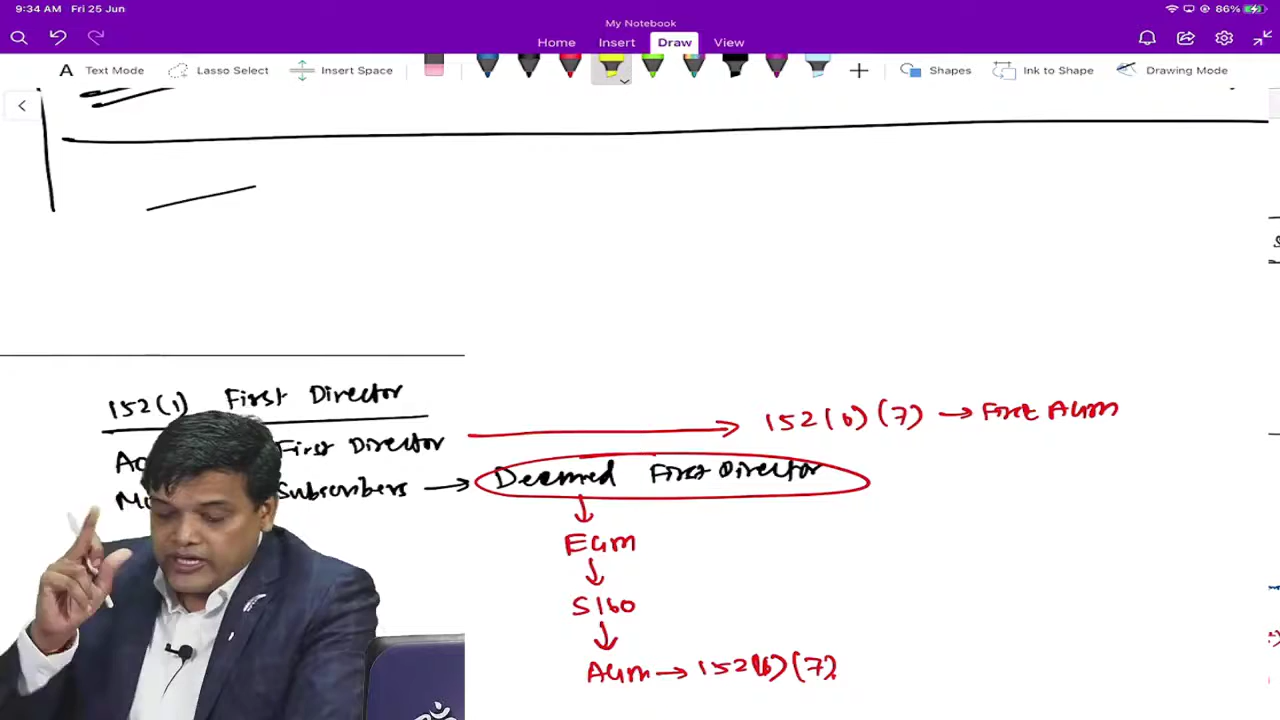 9:34 AM Fri 25 Jun
86%
My Notebook
Home Insert Draw View
Text Mode Lasso Select Insert Space Shapes Ink to Shape Drawing Mode
152(1) First Director
First Director → 152(6)(7) → First AGM
Subscribers → Deemed First Director
↓
EGM
↓
S160
↓
AGM → 152(6)(7)